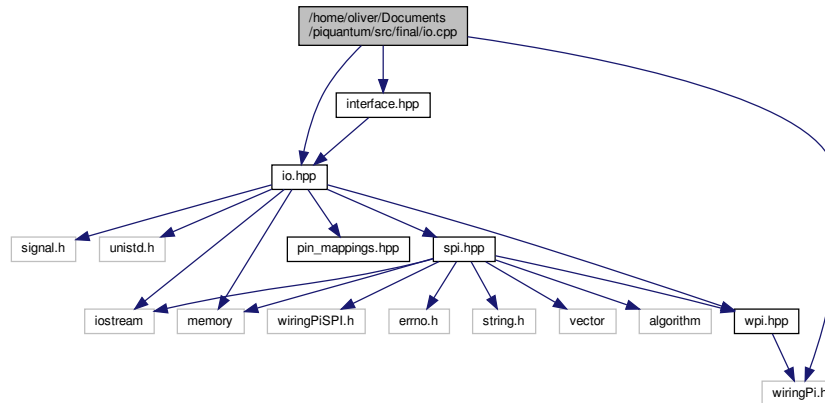 /home/oliver/Documents
/piquantum/src/final/io.cpp
interface.hpp
io.hpp
signal.h
unistd.h
pin_mappings.hpp
spi.hpp
iostream
memory
wiringPiSPI.h
errno.h
string.h
vector
algorithm
wpi.hpp
wiringPi.h